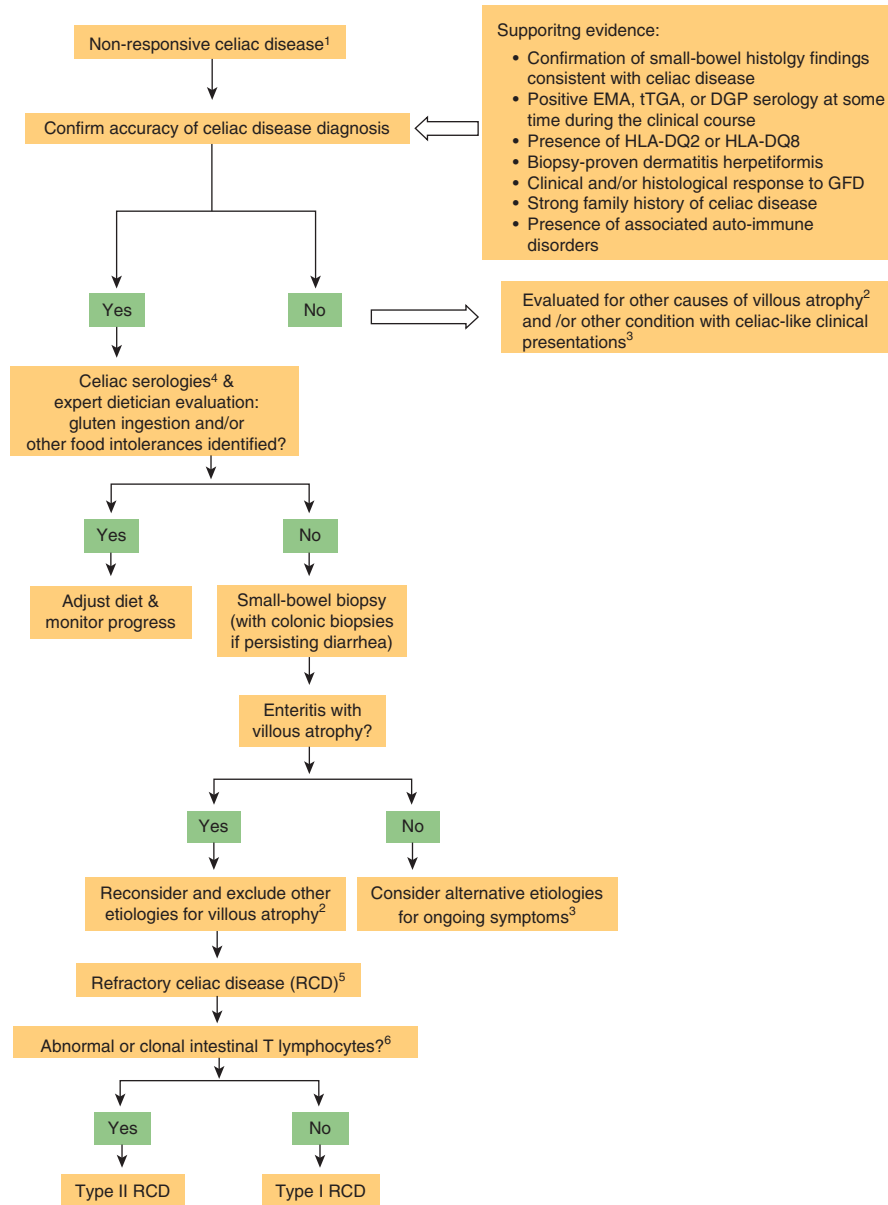 Non-responsive celiac disease1
Confirm accuracy of celiac disease diagnosis
Supporitng evidence:
• Confirmation of small-bowel histolgy findings
consistent with celiac disease
• Positive EMA, tTGA, or DGP serology at some
time during the clinical course
• Presence of HLA-DQ2 or HLA-DQ8
• Biopsy-proven dermatitis herpetiformis
• Clinical and/or histological response to GFD
• Strong family history of celiac disease
• Presence of associated auto-immune
disorders
Yes
No
Evaluated for other causes of villous atrophy2
and /or other condition with celiac-like clinical
presentations3
Celiac serologies4 &
expert dietician evaluation:
gluten ingestion and/or
other food intolerances identified?
Yes
No
Adjust diet &
monitor progress
Small-bowel biopsy
(with colonic biopsies
if persisting diarrhea)
Enteritis with
villous atrophy?
Yes
No
Reconsider and exclude other
etiologies for villous atrophy2
Consider alternative etiologies
for ongoing symptoms3
Refractory celiac disease (RCD)5
Abnormal or clonal intestinal T lymphocytes?6
Yes
No
Type II RCD
Type I RCD